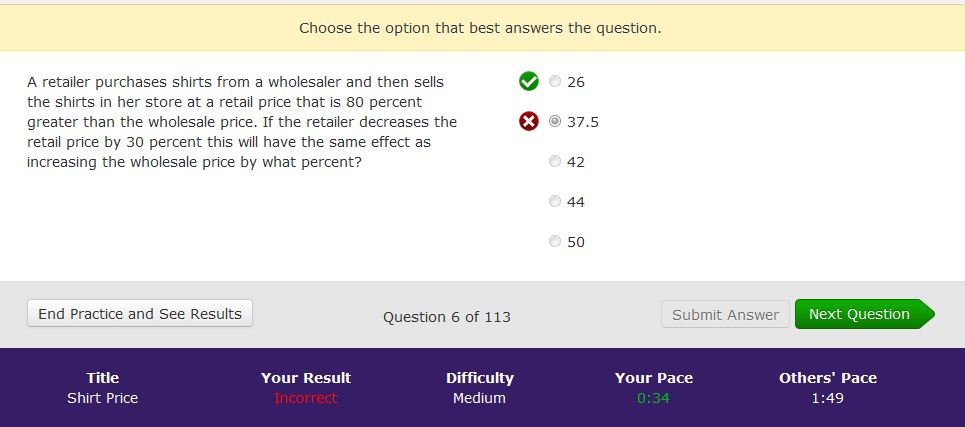 Choose the option that best answers the question.
A retailer purchases shirts from a wholesaler and then sells
the shirts in her store at a retail price that is 80 percent
greater than the wholesale price. If the retailer decreases the
retail price by 30 percent this will have the same effect as
increasing the wholesale price by what percent?
26
37.5
42
44
50
End Practice and See Results
Question 6 of 113
Submit Answer
Next Question
Title
Your Result
Difficulty
Your Pace
Others' Pace
Shirt Price
Incorrect
Medium
0:34
1:49